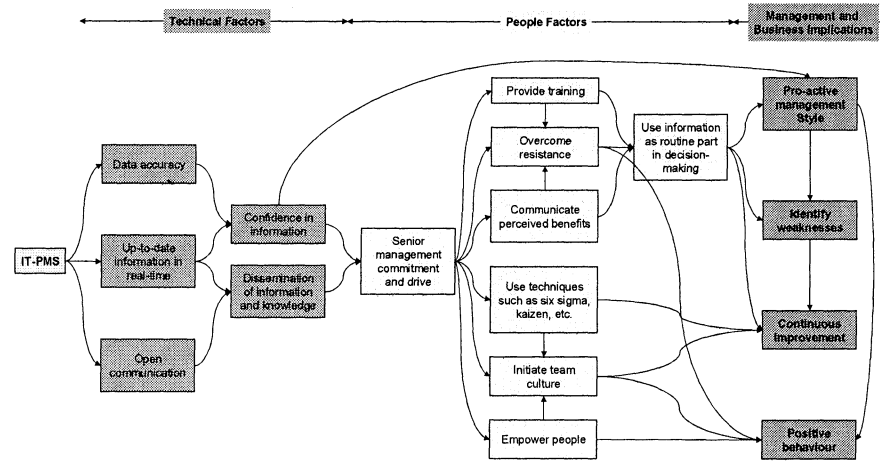 Technical Factors
People Factors
Management and
Business Implications
IT-PMS
Data accuracy
Up-to-date
information in
real-time
Open
communication
Confidence in
information
Dissemination
of information
and knowledge
Senior
management
commitment
and drive
Provide training
Overcome
resistance
Communicate
perceived benefits
Use techniques
such as six sigma,
kaizen, etc.
Initiate team
culture
Empower people
Use information
as routine part
in decision-
making
Pro-active
management
Style
Identify
weaknesses
Continuous
improvement
Positive
behaviour